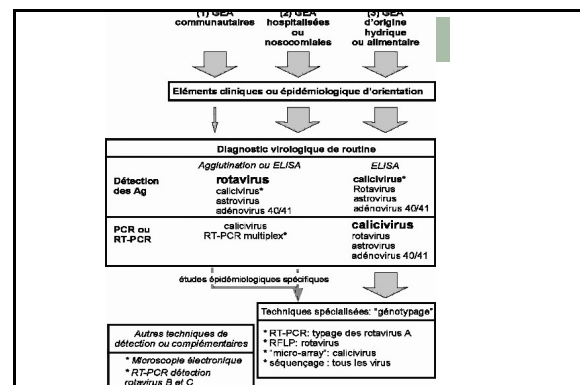 (1) GEA
communautaires
(2) GEA
hospitalisées
ou
nosocomiales
(3) GEA
d'origine
hydrique
ou alimentaire
Eléments cliniques ou épidémiologique d'orientation
Diagnostic virologique de routine
Agglutination ou ELISA
ELISA
Détection
des Ag
rotavirus
calicivirus*
astrovirus
adénovirus 40/41
calicivirus*
Rotavirus
astrovirus
adénovirus 40/41
PCR ou
RT-PCR
calicivirus
RT-PCR multiplex*
calicivirus
rotavirus
astrovirus
adénovirus 40/41
études épidémiologiques spécifiques
Techniques spécialisées: "génotypage"
* RT-PCR: typage des rotavirus A
* RFLP: rotavirus
* "micro-array": calicivirus
* séquençage : tous les virus
Autres techniques de
détection ou complémentaires
* Microscopie électronique
* RT-PCR détection
rotavirus B et C